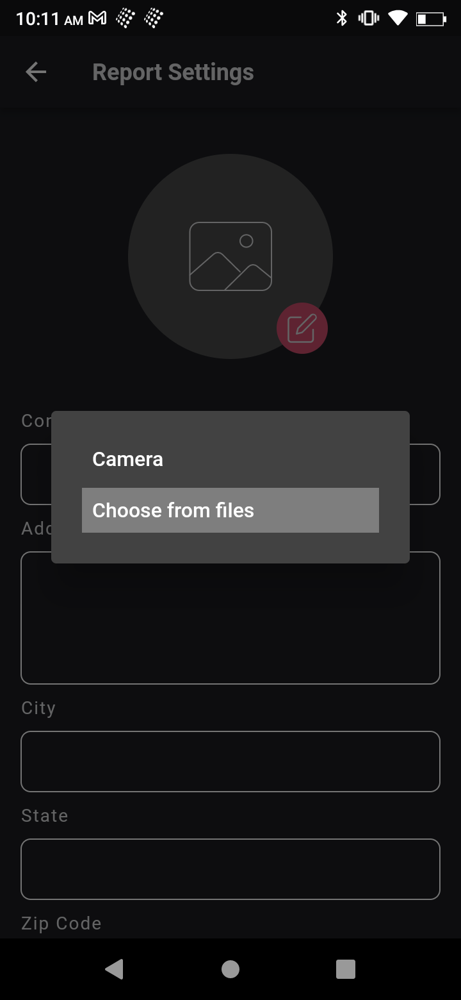 10:11 AM
Report Settings
Camera
Choose from files
City
State
Zip Code